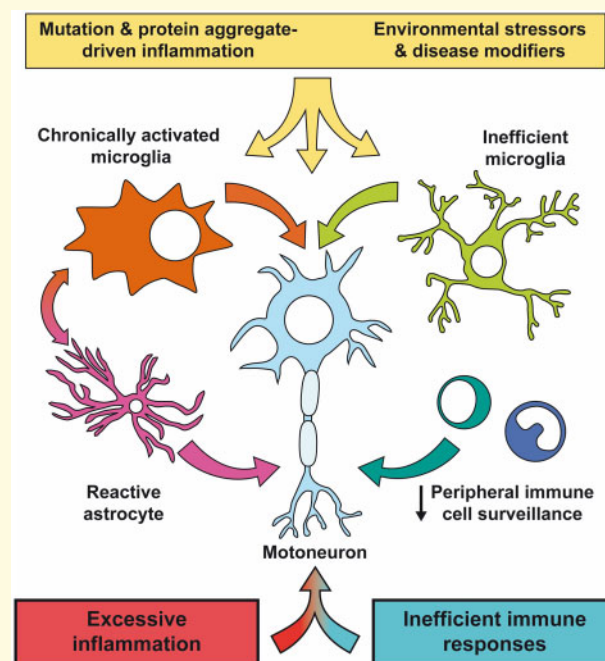 Mutation & protein aggregate-
driven inflammation
Environmental stressors
& disease modifiers
Chronically activated
microglia
Inefficient
microglia
Reactive
astrocyte
↓ Peripheral immune
cell surveillance
Motoneuron
Excessive
inflammation
Inefficient immune
responses